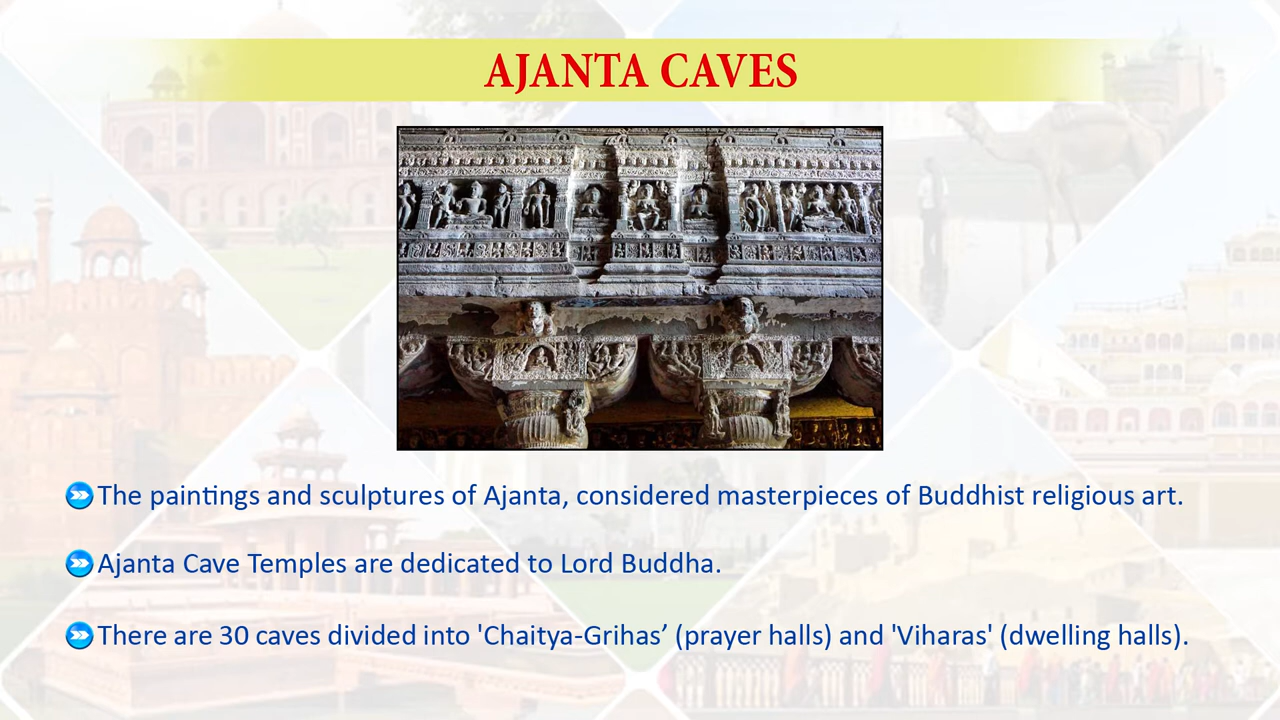 AJANTA CAVES
The paintings and sculptures of Ajanta, considered masterpieces of Buddhist religious art.
Ajanta Cave Temples are dedicated to Lord Buddha.
There are 30 caves divided into 'Chaitya-Grihas’ (prayer halls) and 'Viharas' (dwelling halls).